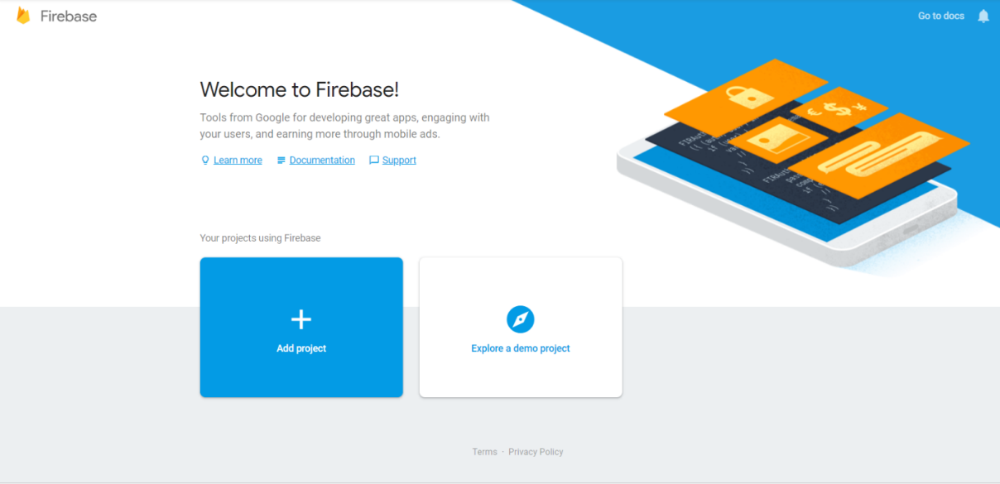 Firebase
Go to docs
Welcome to Firebase!
Tools from Google for developing great apps, engaging with
your users, and earning more through mobile ads.
Learn more
Documentation
Support
Your projects using Firebase
Add project
Explore a demo project
Terms · Privacy Policy